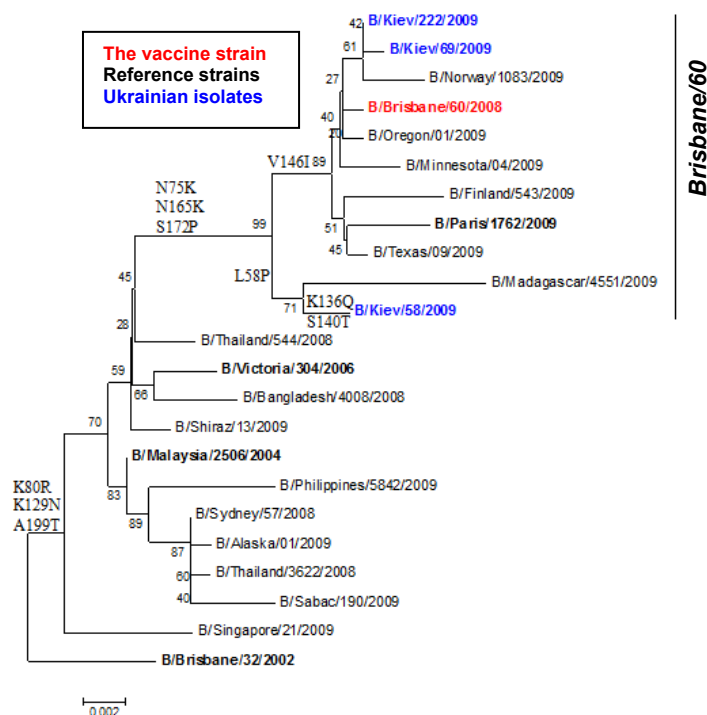 The vaccine strain
Reference strains
Ukrainian isolates
42
B/Kiev/222/2009
61
B/Kiev/69/2009
27
B/Norway/1083/2009
B/Brisbane/60/2008
40
20
B/Oregon/01/2009
V146I
89
B/Minnesota/04/2009
N75K
N165K
S172P
B/Finland/543/2009
99
51
B/Paris/1762/2009
45
B/Texas/09/2009
L58P
B/Madagascar/4551/2009
71
K136Q
S140T
B/Kiev/58/2009
Brisbane/60
45
28
B/Thailand/544/2008
59
B/Victoria/304/2006
66
B/Bangladesh/4008/2008
70
B/Shiraz/13/2009
B/Malaysia/2506/2004
K80R
K129N
A199T
83
B/Philippines/5842/2009
89
B/Sydney/57/2008
87
B/Alaska/01/2009
60
B/Thailand/3622/2008
40
B/Sabac/190/2009
B/Singapore/21/2009
B/Brisbane/32/2002
0.002